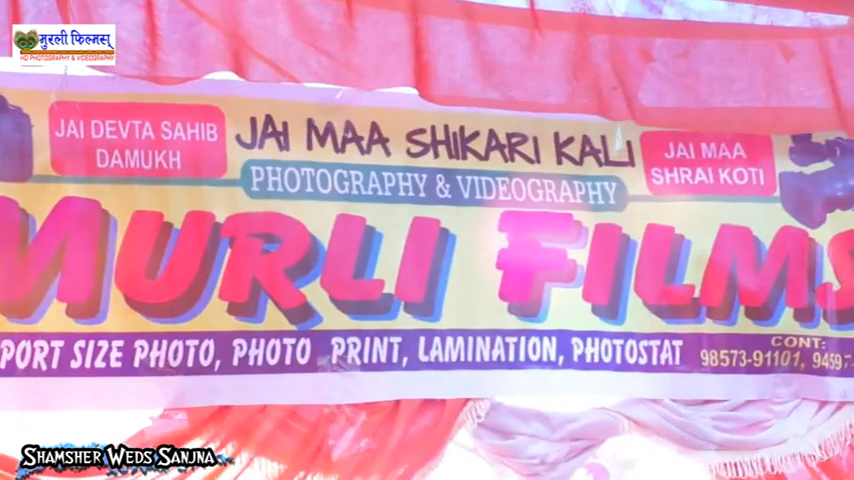 मुरली फिल्मस्
HD PHOTOGRAPHY & VIDEOGRAPHY
JAI DEVTA SAHIB
DAMUKH
JAI MAA SHIKARI KALI
PHOTOGRAPHY & VIDEOGRAPHY
JAI MAA
SHRAI KOTI
MURLI FILMS
PORT SIZE PHOTO, PHOTO PRINT, LAMINATION, PHOTOSTAT
CONT:
98573-91101, 9459
SHAMSHER WEDS SANJNA